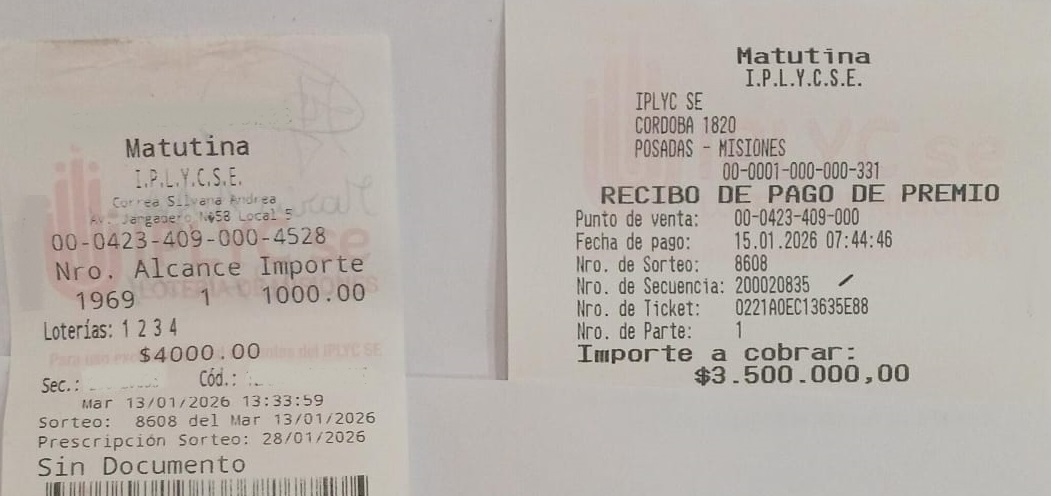 Matutina
I.P.L.Y.C.S.E.
Correa Silvana Andrea
Av. Jangadero N°58 Local 5
00-0423-409-000-4528
Nro. Alcance Importe
1969 1 1000.00
Loterías: 1 2 3 4
$4000.00
Sec.: Cód.:
Mar 13/01/2026 13:33:59
Sorteo: 8608 del Mar 13/01/2026
Prescripción Sorteo: 28/01/2026
Sin Documento
Matutina
I.P.L.Y.C.S.E.
IPLYC SE
CORDOBA 1820
POSADAS - MISIONES
00-0001-000-000-331
RECIBO DE PAGO DE PREMIO
Punto de venta: 00-0423-409-000
Fecha de pago: 15.01.2026 07:44:46
Nro. de Sorteo: 8608
Nro. de Secuencia: 200020835
Nro. de Ticket: 0221A0EC13635E88
Nro. de Parte: 1
Importe a cobrar:
$3.500.000,00